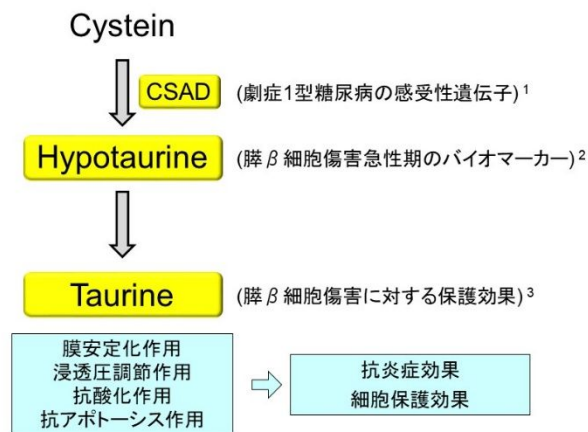 Cystein
CSAD (劇症1型糖尿病の感受性遺伝子)1
Hypotaurine (膵β細胞傷害急性期のバイオマーカー)2
Taurine (膵β細胞傷害に対する保護効果)3
膜安定化作用
浸透圧調節作用
抗酸化作用
抗アポトーシス作用
抗炎症効果
細胞保護効果